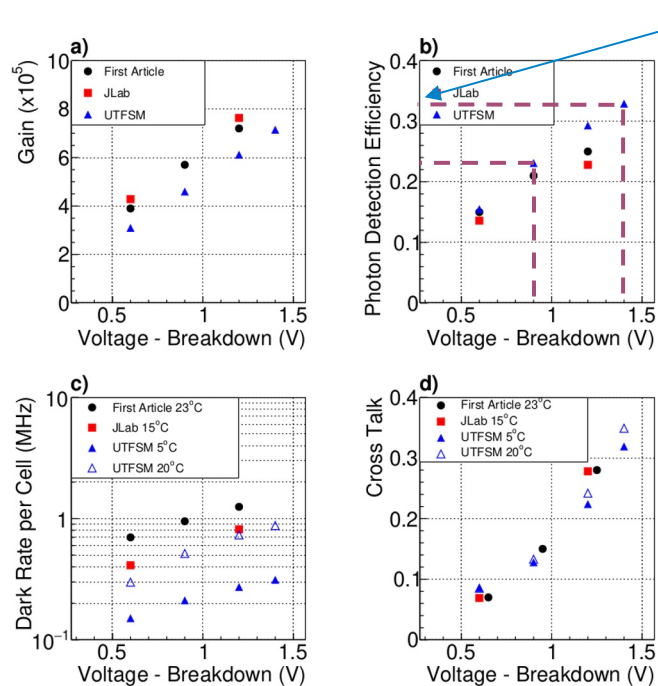 a)
Gain (x10⁵)
10
8
6
4
2
0
First Article
JLab
UTFSM
0.5
1
1.5
Voltage - Breakdown (V)
b)
Photon Detection Efficiency
0.4
0.3
0.2
0.1
0
First Article
JLab
UTFSM
0.5
1
1.5
Voltage - Breakdown (V)
c)
Dark Rate per Cell (MHz)
10
1
10⁻¹
First Article 23°C
JLab 15°C
UTFSM 5°C
UTFSM 20°C
0.5
1
1.5
Voltage - Breakdown (V)
d)
Cross Talk
0.4
0.3
0.2
0.1
0.0
First Article 23°C
JLab 15°C
UTFSM 5°C
UTFSM 20°C
0.5
1
1.5
Voltage - Breakdown (V)